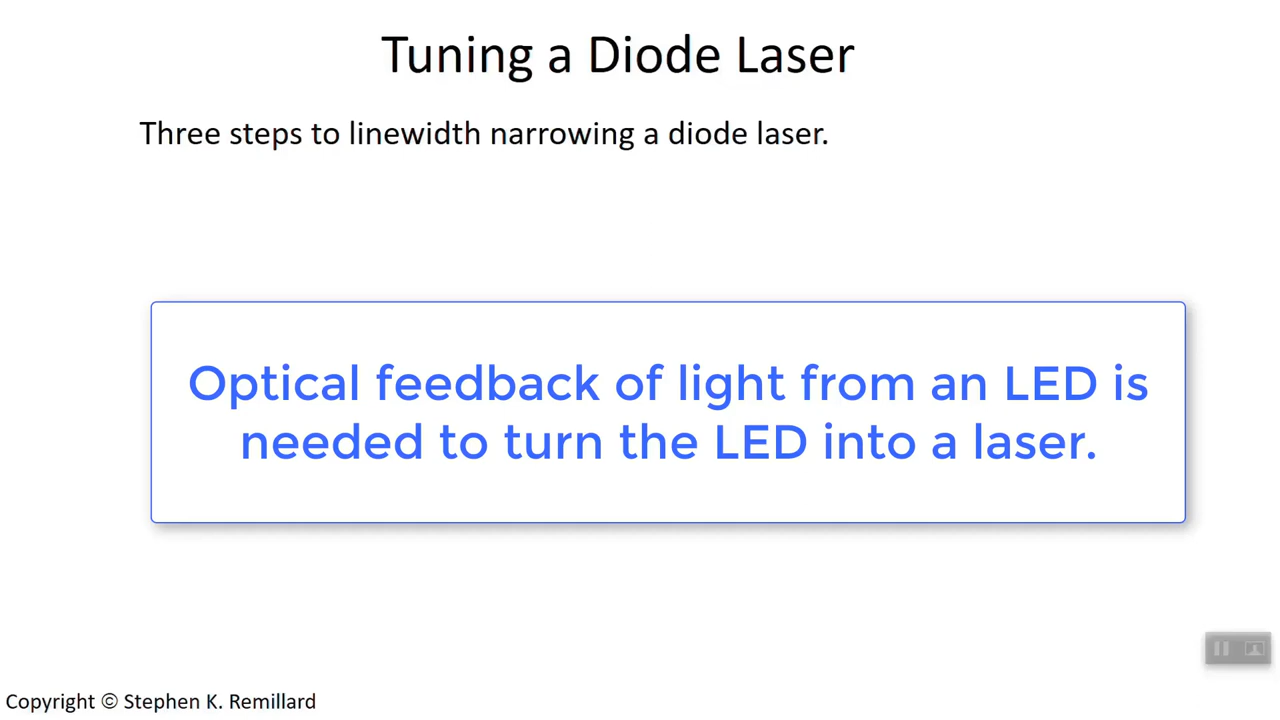 Tuning a Diode Laser
Three steps to linewidth narrowing a diode laser.
Optical feedback of light from an LED is
needed to turn the LED into a laser.
Copyright © Stephen K. Remillard